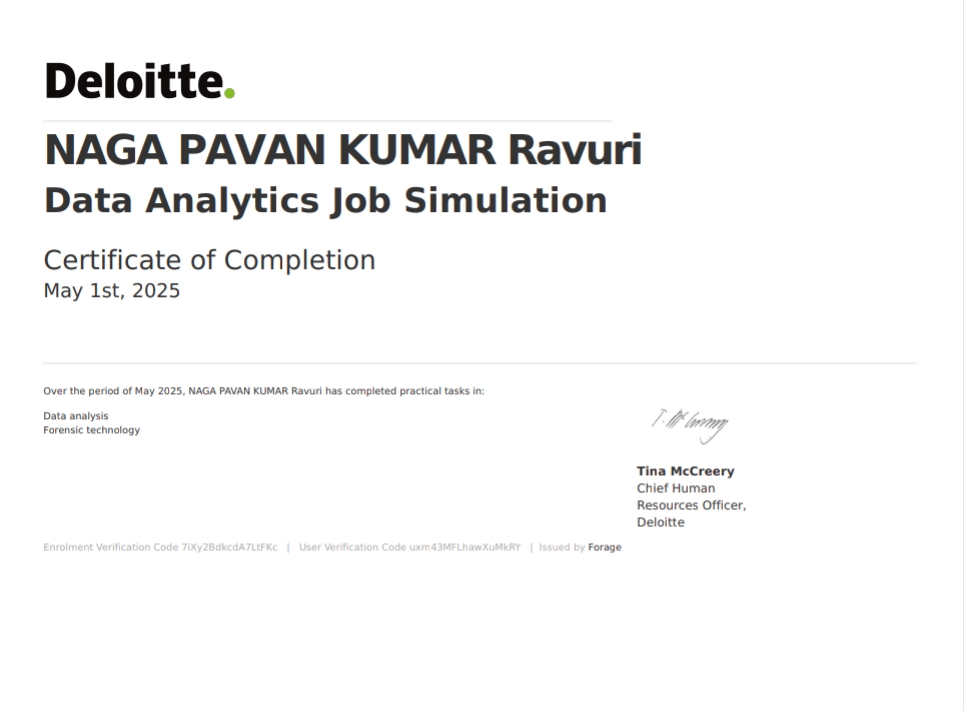 Deloitte.
NAGA PAVAN KUMAR Ravuri
Data Analytics Job Simulation
Certificate of Completion
May 1st, 2025
Over the period of May 2025, NAGA PAVAN KUMAR Ravuri has completed practical tasks in:
Data analysis
Forensic technology
Tina McCreery
Chief Human
Resources Officer,
Deloitte
Enrolment Verification Code 7iXy2BdkcdA7LtFKc | User Verification Code uxm43MFLhawXuMkRY | Issued by Forage